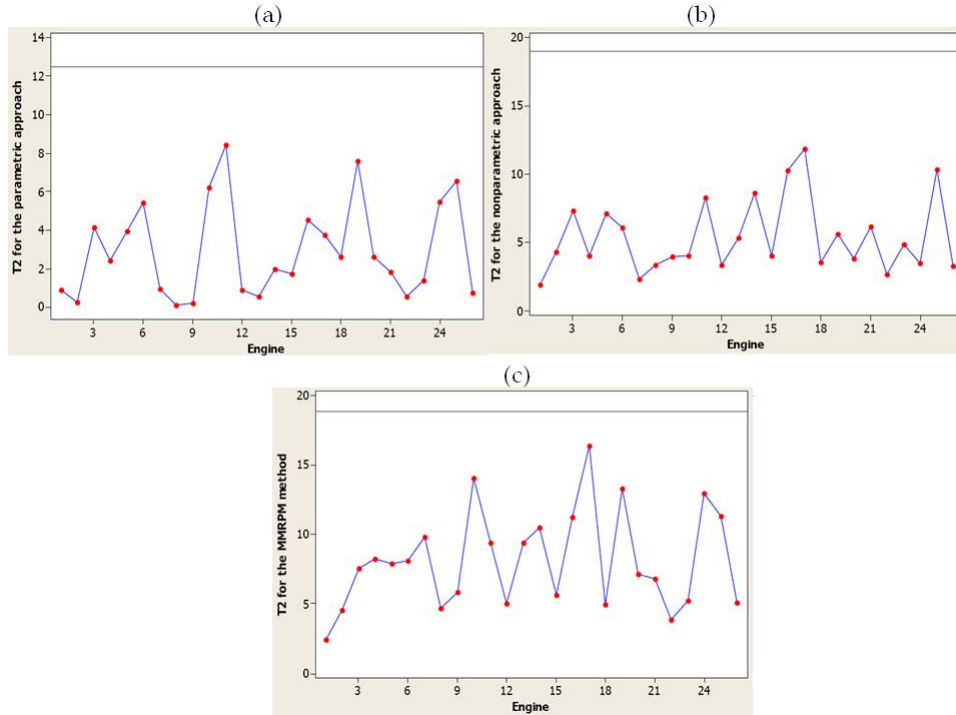 (a)
14
12
10
8
6
4
2
0
T2 for the parametric approach
3 6 9 12 15 18 21 24
Engine
(b)
20
15
10
5
0
T2 for the nonparametric approach
3 6 9 12 15 18 21 24
Engine
(c)
20
15
10
5
0
T2 for the MMRPM method
3 6 9 12 15 18 21 24
Engine